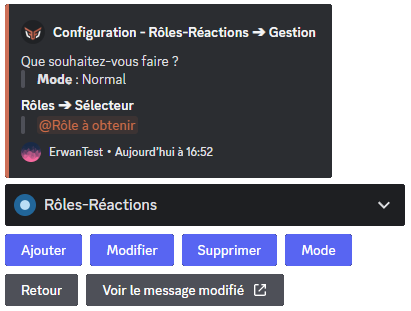 Configuration - Rôles-Réactions ➔ Gestion
Que souhaitez-vous faire ?
Mode : Normal
Rôles ➔ Sélecteur
@Rôle à obtenir
ErwanTest • Aujourd'hui à 16:52
Rôles-Réactions
Ajouter Modifier Supprimer Mode
Retour Voir le message modifié